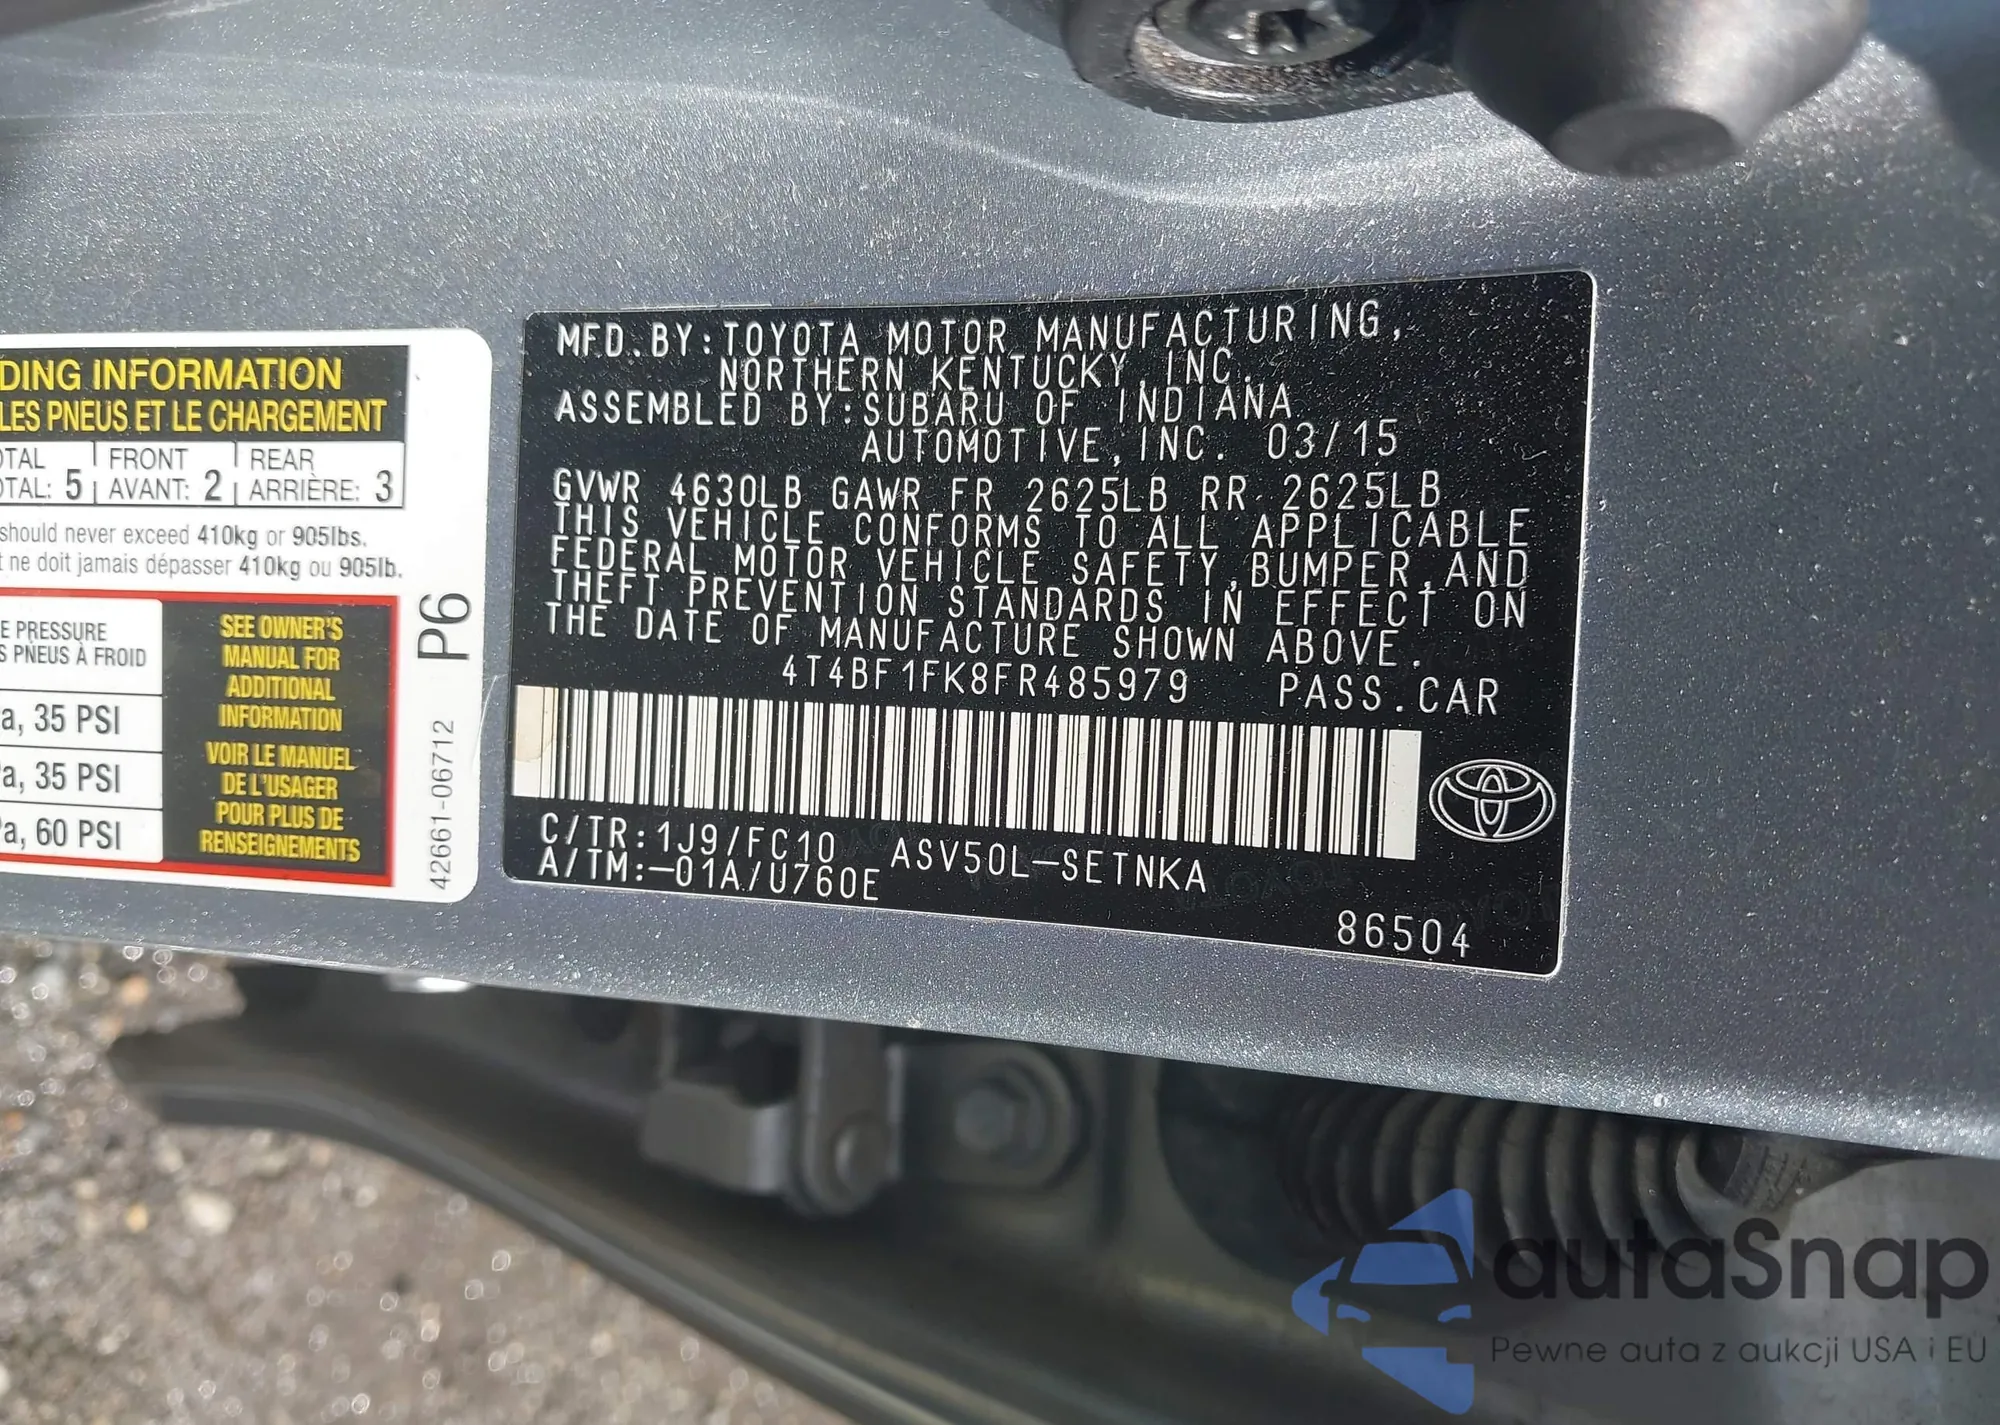 DING INFORMATION
LES PNEUS ET LE CHARGEMENT
OTAL FRONT REAR
OTAL: 5 AVANT: 2 ARRIÈRE: 3
should never exceed 410kg or 905lbs.
t ne doit jamais dépasser 410kg ou 905lb.
E PRESSURE
S PNEUS À FROID
a, 35 PSI
a, 35 PSI
Pa, 60 PSI
SEE OWNER'S
MANUAL FOR
ADDITIONAL
INFORMATION
VOIR LE MANUEL
DE L'USAGER
POUR PLUS DE
RENSEIGNEMENTS
P6
42661-06712
MFD.BY:TOYOTA MOTOR MANUFACTURING,
NORTHERN KENTUCKY,INC.
ASSEMBLED BY:SUBARU OF INDIANA
AUTOMOTIVE,INC. 03/15
GVWR 4630LB GAWR FR 2625LB RR 2625LB
THIS VEHICLE CONFORMS TO ALL APPLICABLE
FEDERAL MOTOR VEHICLE SAFETY,BUMPER,AND
THEFT PREVENTION STANDARDS IN EFFECT ON
THE DATE OF MANUFACTURE SHOWN ABOVE.
4T4BF1FK8FR485979 PASS.CAR
C/TR:1J9/FC10 ASV50L-SETNKA
A/TM:-01A/U760E
86504
autaSnap
Pewne auta z aukcji USA i EU